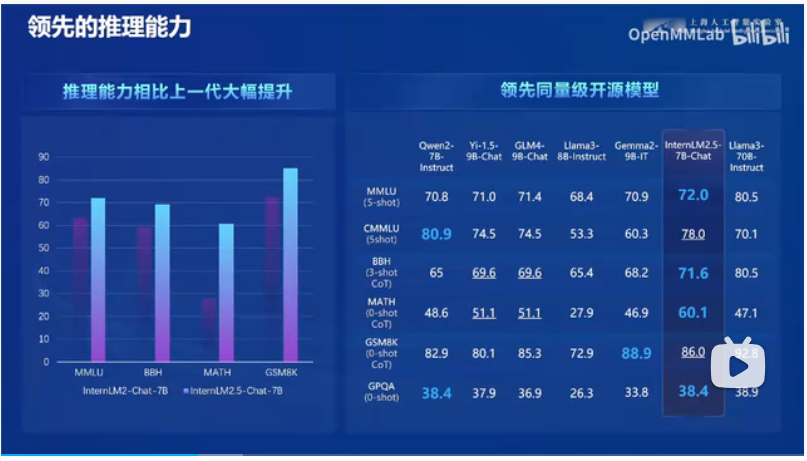 领先的推理能力
上海人工智能实验室
OpenMMLab bilibili
推理能力相比上一代大幅提升
90
80
70
60
50
40
30
20
10
0
MMLU BBH MATH GSM8K
InternLM2-Chat-7B InternLM2.5-Chat-7B
领先同量级开源模型
Qwen2-7B-Instruct Yi-1.5-9B-Chat GLM4-9B-Chat Llama3-8B-Instruct Gemma2-9B-IT InternLM2.5-7B-Chat Llama3-70B-Instruct
MMLU (5-shot) 70.8 71.0 71.4 68.4 70.9 72.0 80.5
CMMLU (5shot) 80.9 74.5 74.5 53.3 60.3 78.0 70.1
BBH (3-shot CoT) 65 69.6 69.6 65.4 68.2 71.6 80.5
MATH (0-shot CoT) 48.6 51.1 51.1 27.9 46.9 60.1 47.1
GSM8K (0-shot CoT) 82.9 80.1 85.3 72.9 88.9 86.0 92.8
GPQA (0-shot) 38.4 37.9 36.9 26.3 33.8 38.4 38.9